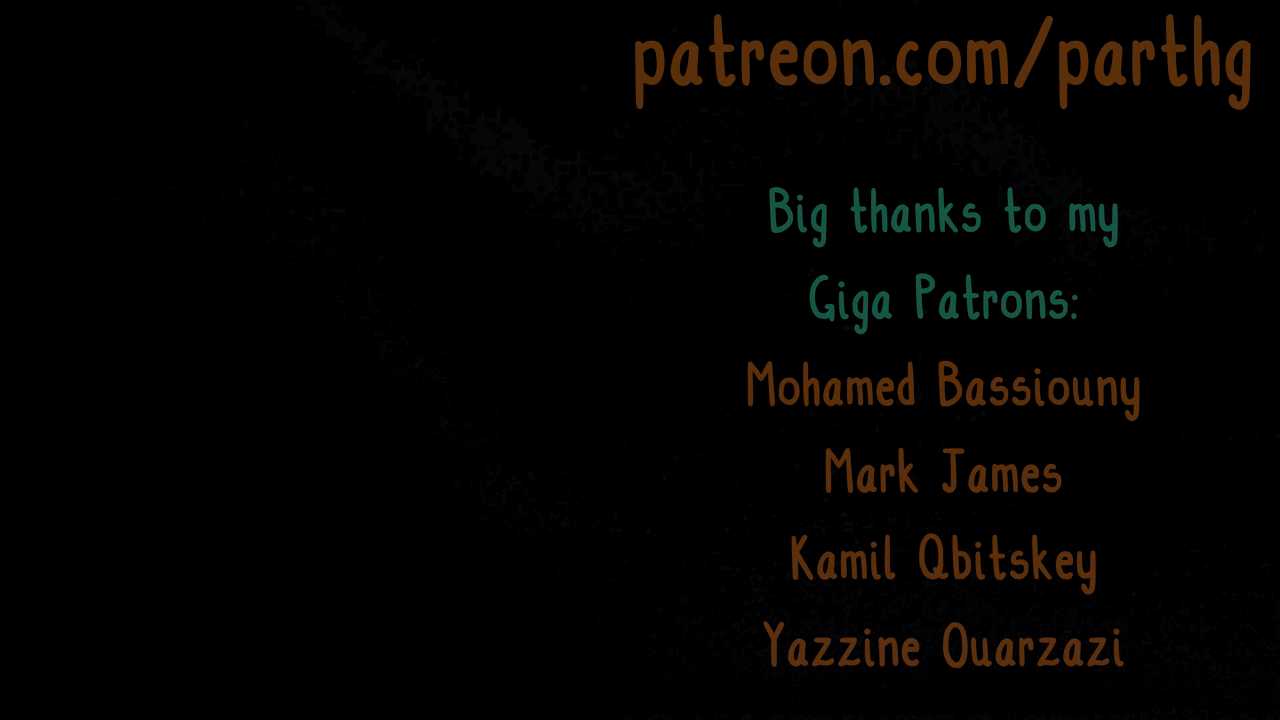 patreon.com/parthg
Big thanks to my
Giga Patrons:
Mohamed Bassiouny
Mark James
Kamil Qbitskey
Yazzine Ouarzazi